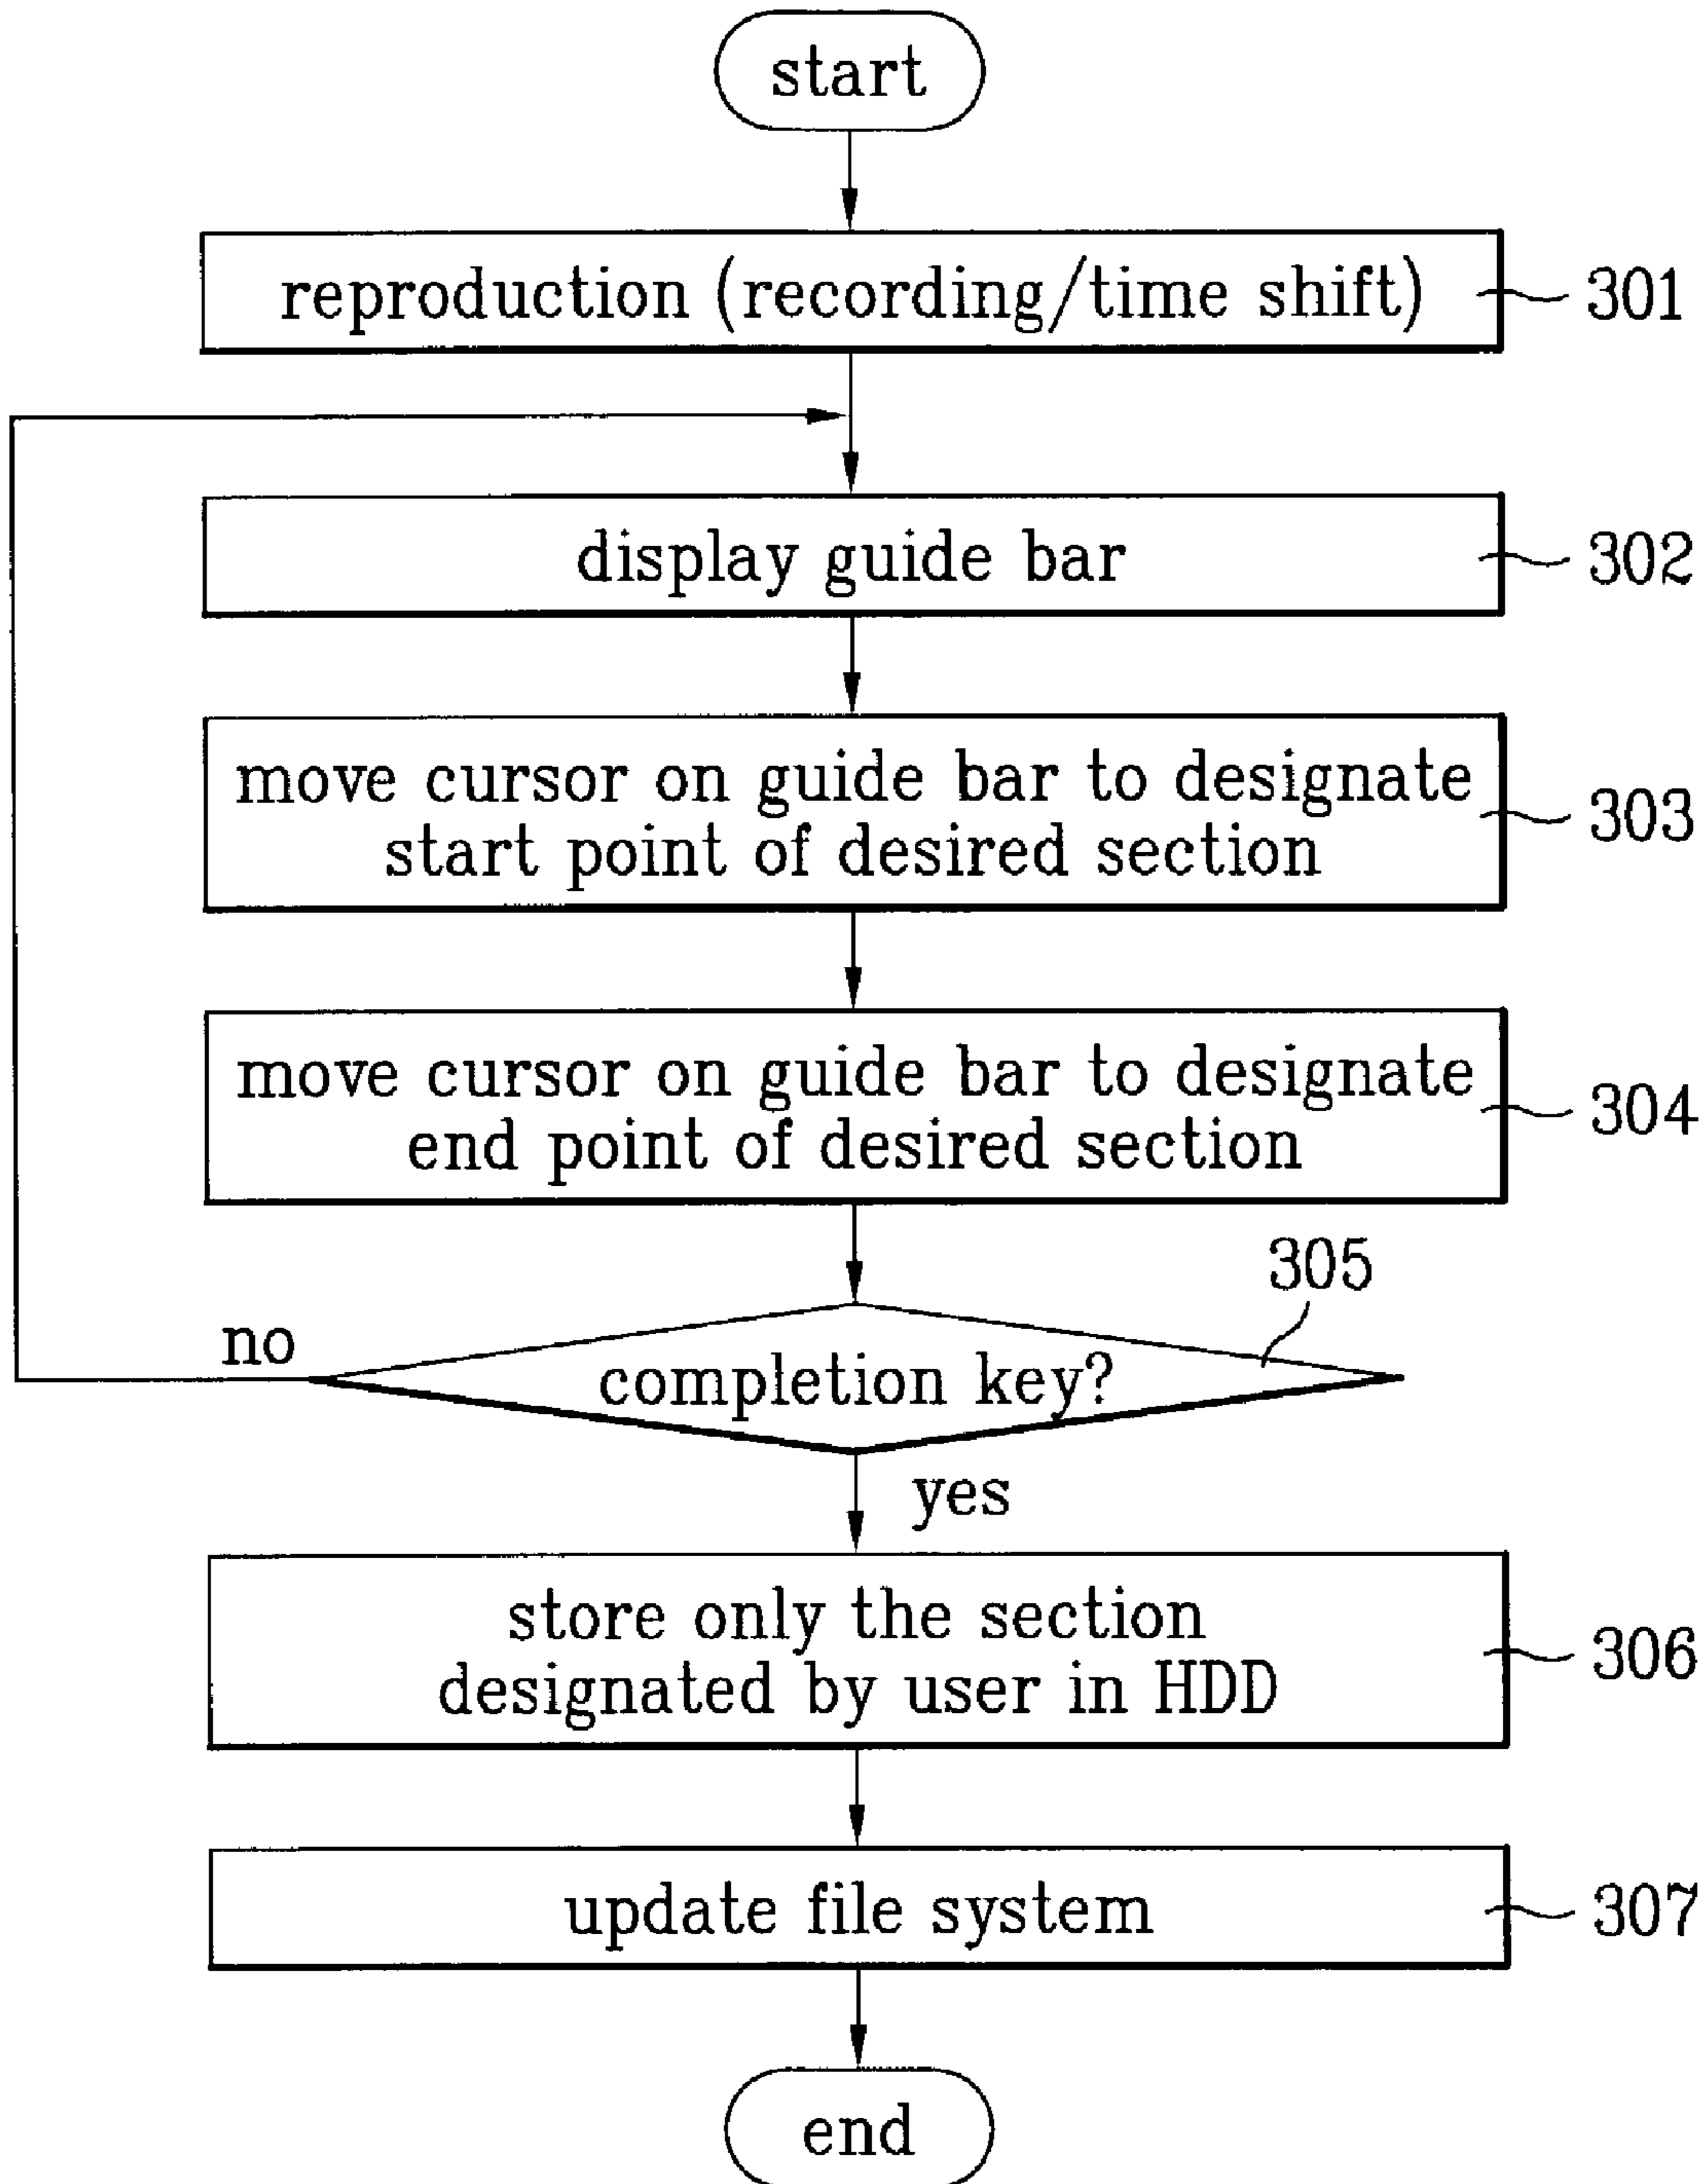 start
reproduction (recording/time shift)
301
display guide bar
302
move cursor on guide bar to designate
start point of desired section
303
move cursor on guide bar to designate
end point of desired section
304
305
no
completion key?
yes
store only the section
designated by user in HDD
306
update file system
307
end